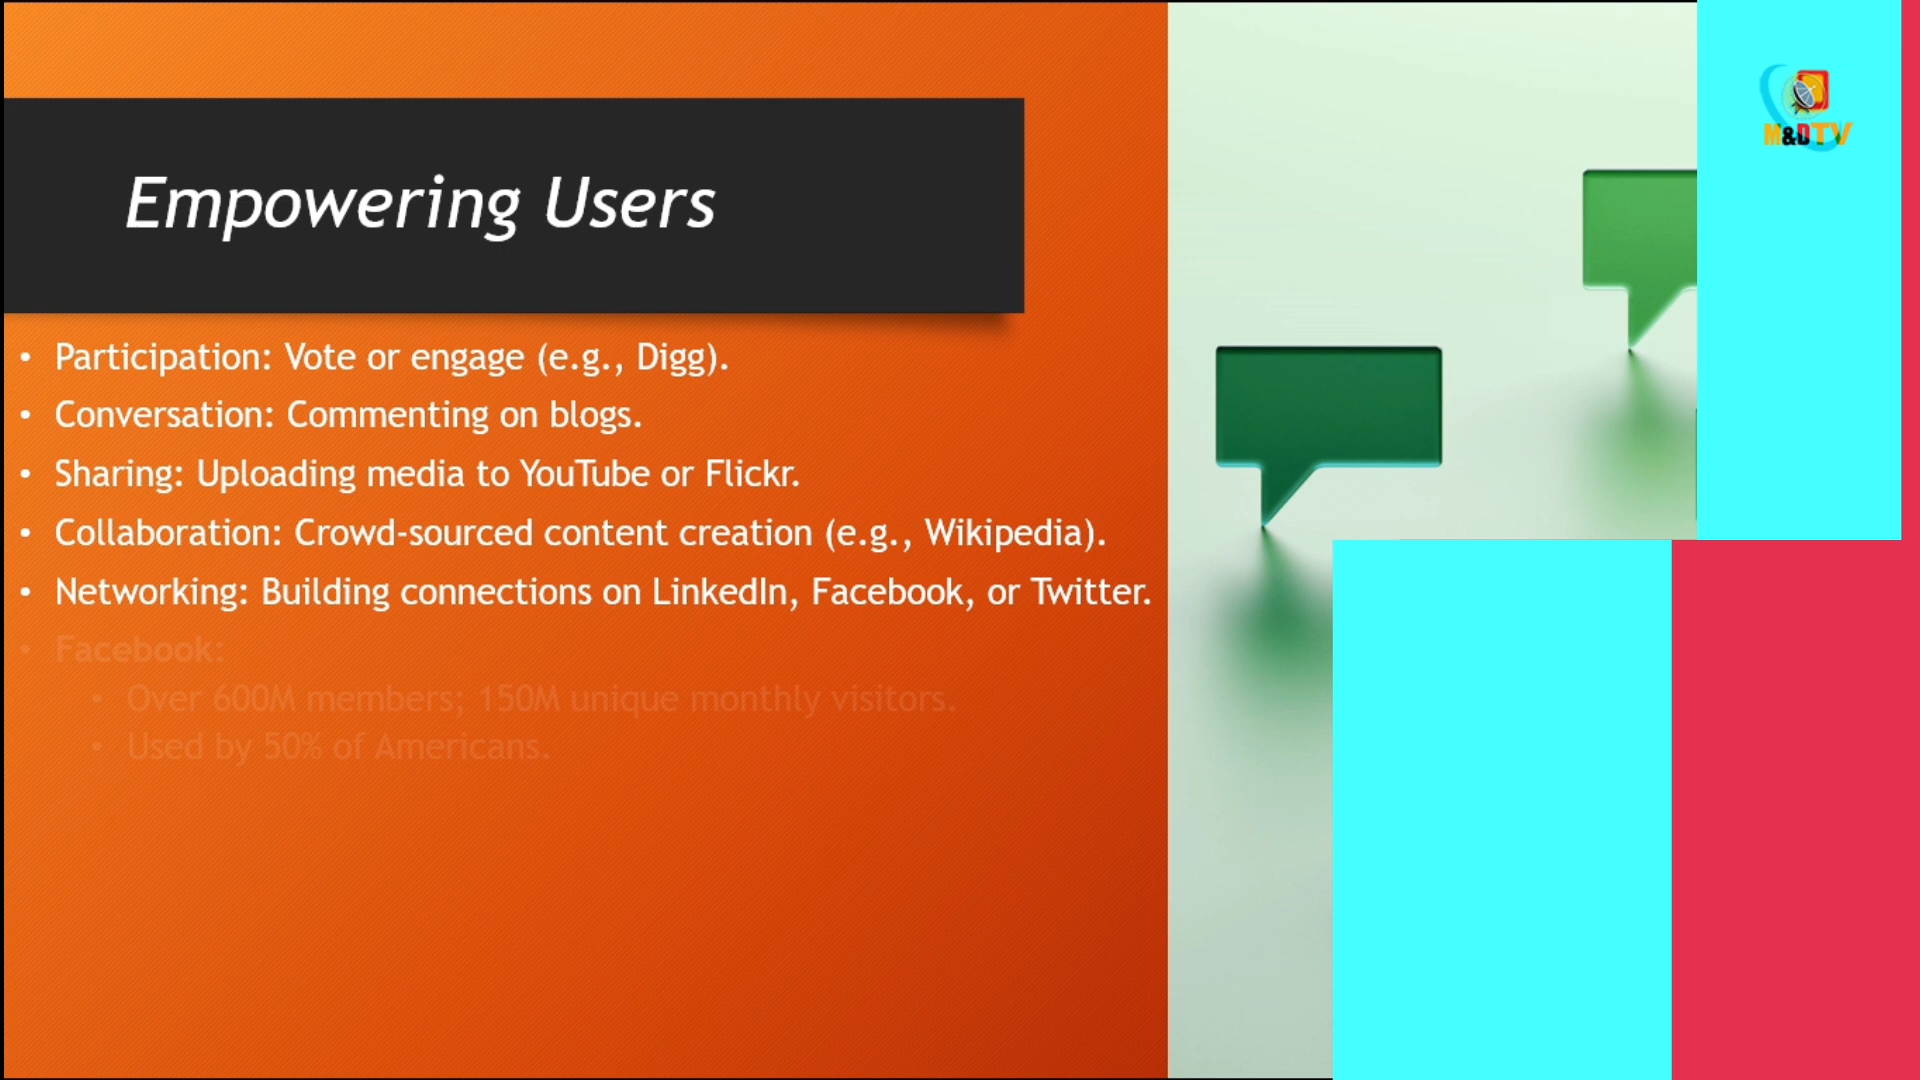 M&DTV
Empowering Users
• Participation: Vote or engage (e.g., Digg).
• Conversation: Commenting on blogs.
• Sharing: Uploading media to YouTube or Flickr.
• Collaboration: Crowd-sourced content creation (e.g., Wikipedia).
• Networking: Building connections on LinkedIn, Facebook, or Twitter.
• Facebook:
• Over 600M members; 150M unique monthly visitors.
• Used by 50% of Americans.